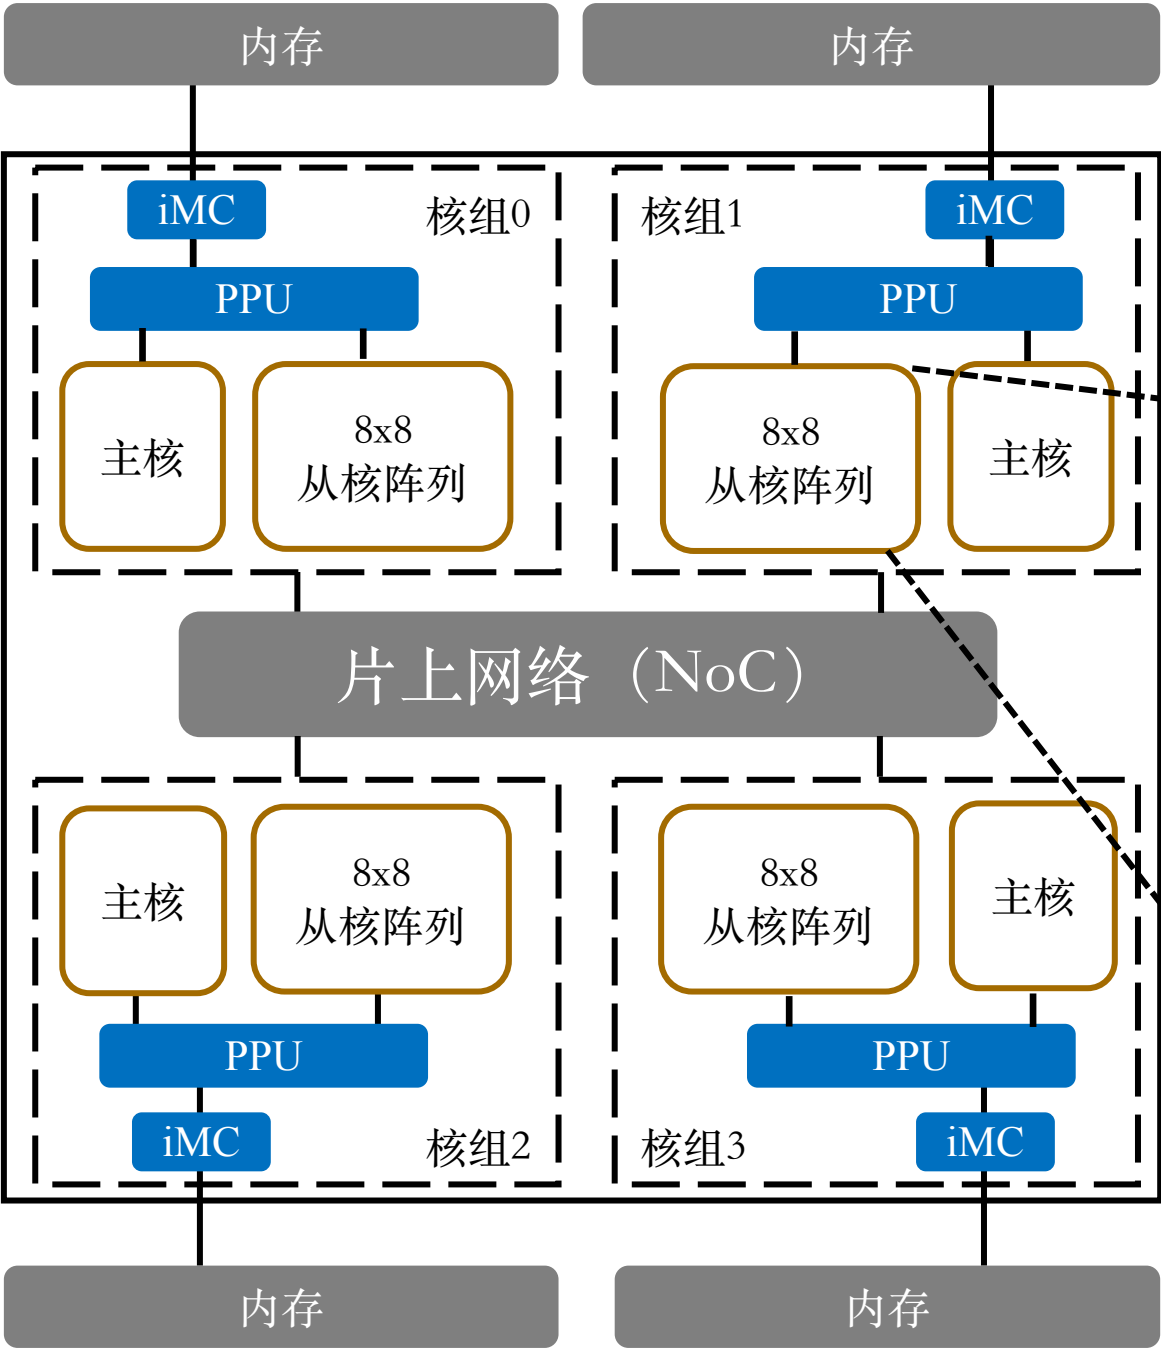 内存
内存
iMC
核组0
核组1
iMC
PPU
PPU
主核
8x8
从核阵列
8x8
从核阵列
主核
片上网络（NoC）
主核
8x8
从核阵列
8x8
从核阵列
主核
PPU
PPU
iMC
核组2
核组3
iMC
内存
内存